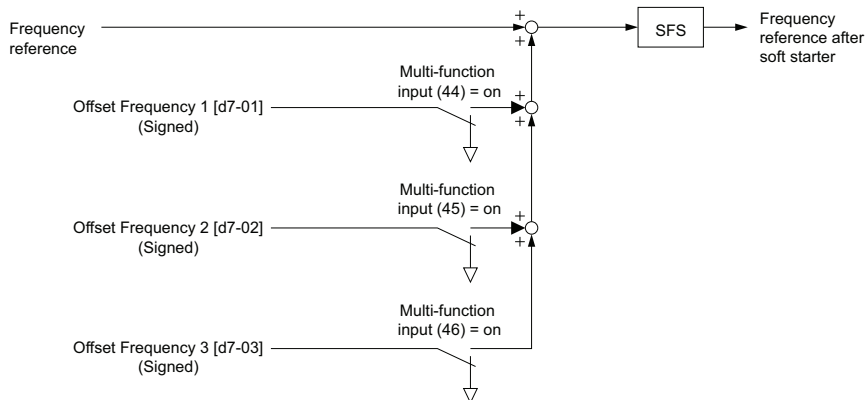 Frequency
reference
+
+
SFS
Frequency
reference after
soft starter
Multi-function
input (44) = on
Offset Frequency 1 [d7-01]
(Signed)
+
+
Multi-function
input (45) = on
Offset Frequency 2 [d7-02]
(Signed)
+
+
Multi-function
input (46) = on
Offset Frequency 3 [d7-03]
(Signed)